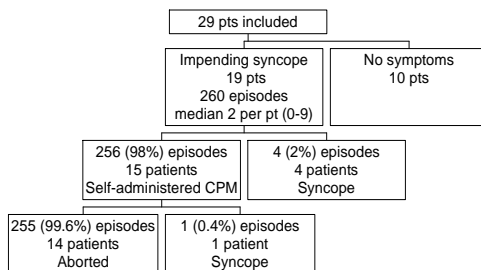 29 pts included
Impending syncope
19 pts
260 episodes
median 2 per pt (0-9)
No symptoms
10 pts
256 (98%) episodes
15 patients
Self-administered CPM
4 (2%) episodes
4 patients
Syncope
255 (99.6%) episodes
14 patients
Aborted
1 (0.4%) episodes
1 patient
Syncope